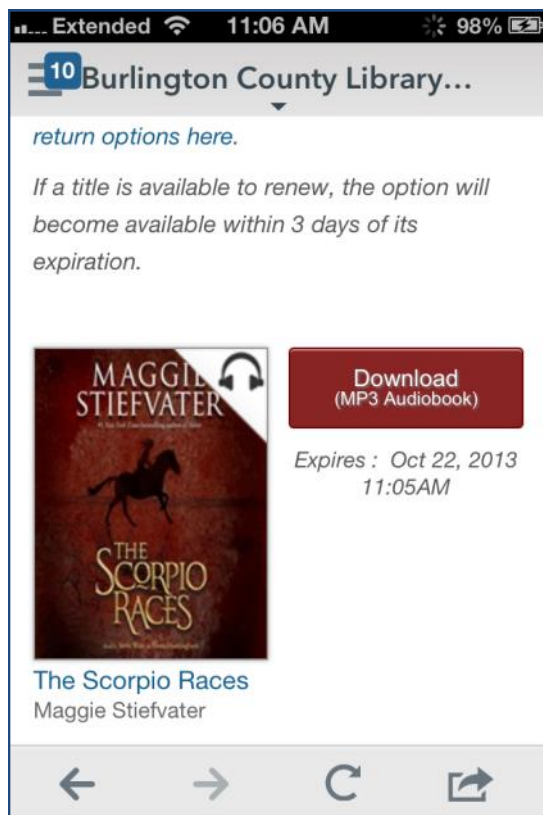 .... Extended 11:06 AM 98%
10 Burlington County Library...
return options here.
If a title is available to renew, the option will
become available within 3 days of its
expiration.
MAGGIE
STIEFVATER
THE
SCORPIO
RACES
Download
(MP3 Audiobook)
Expires : Oct 22, 2013
11:05AM
The Scorpio Races
Maggie Stiefvater